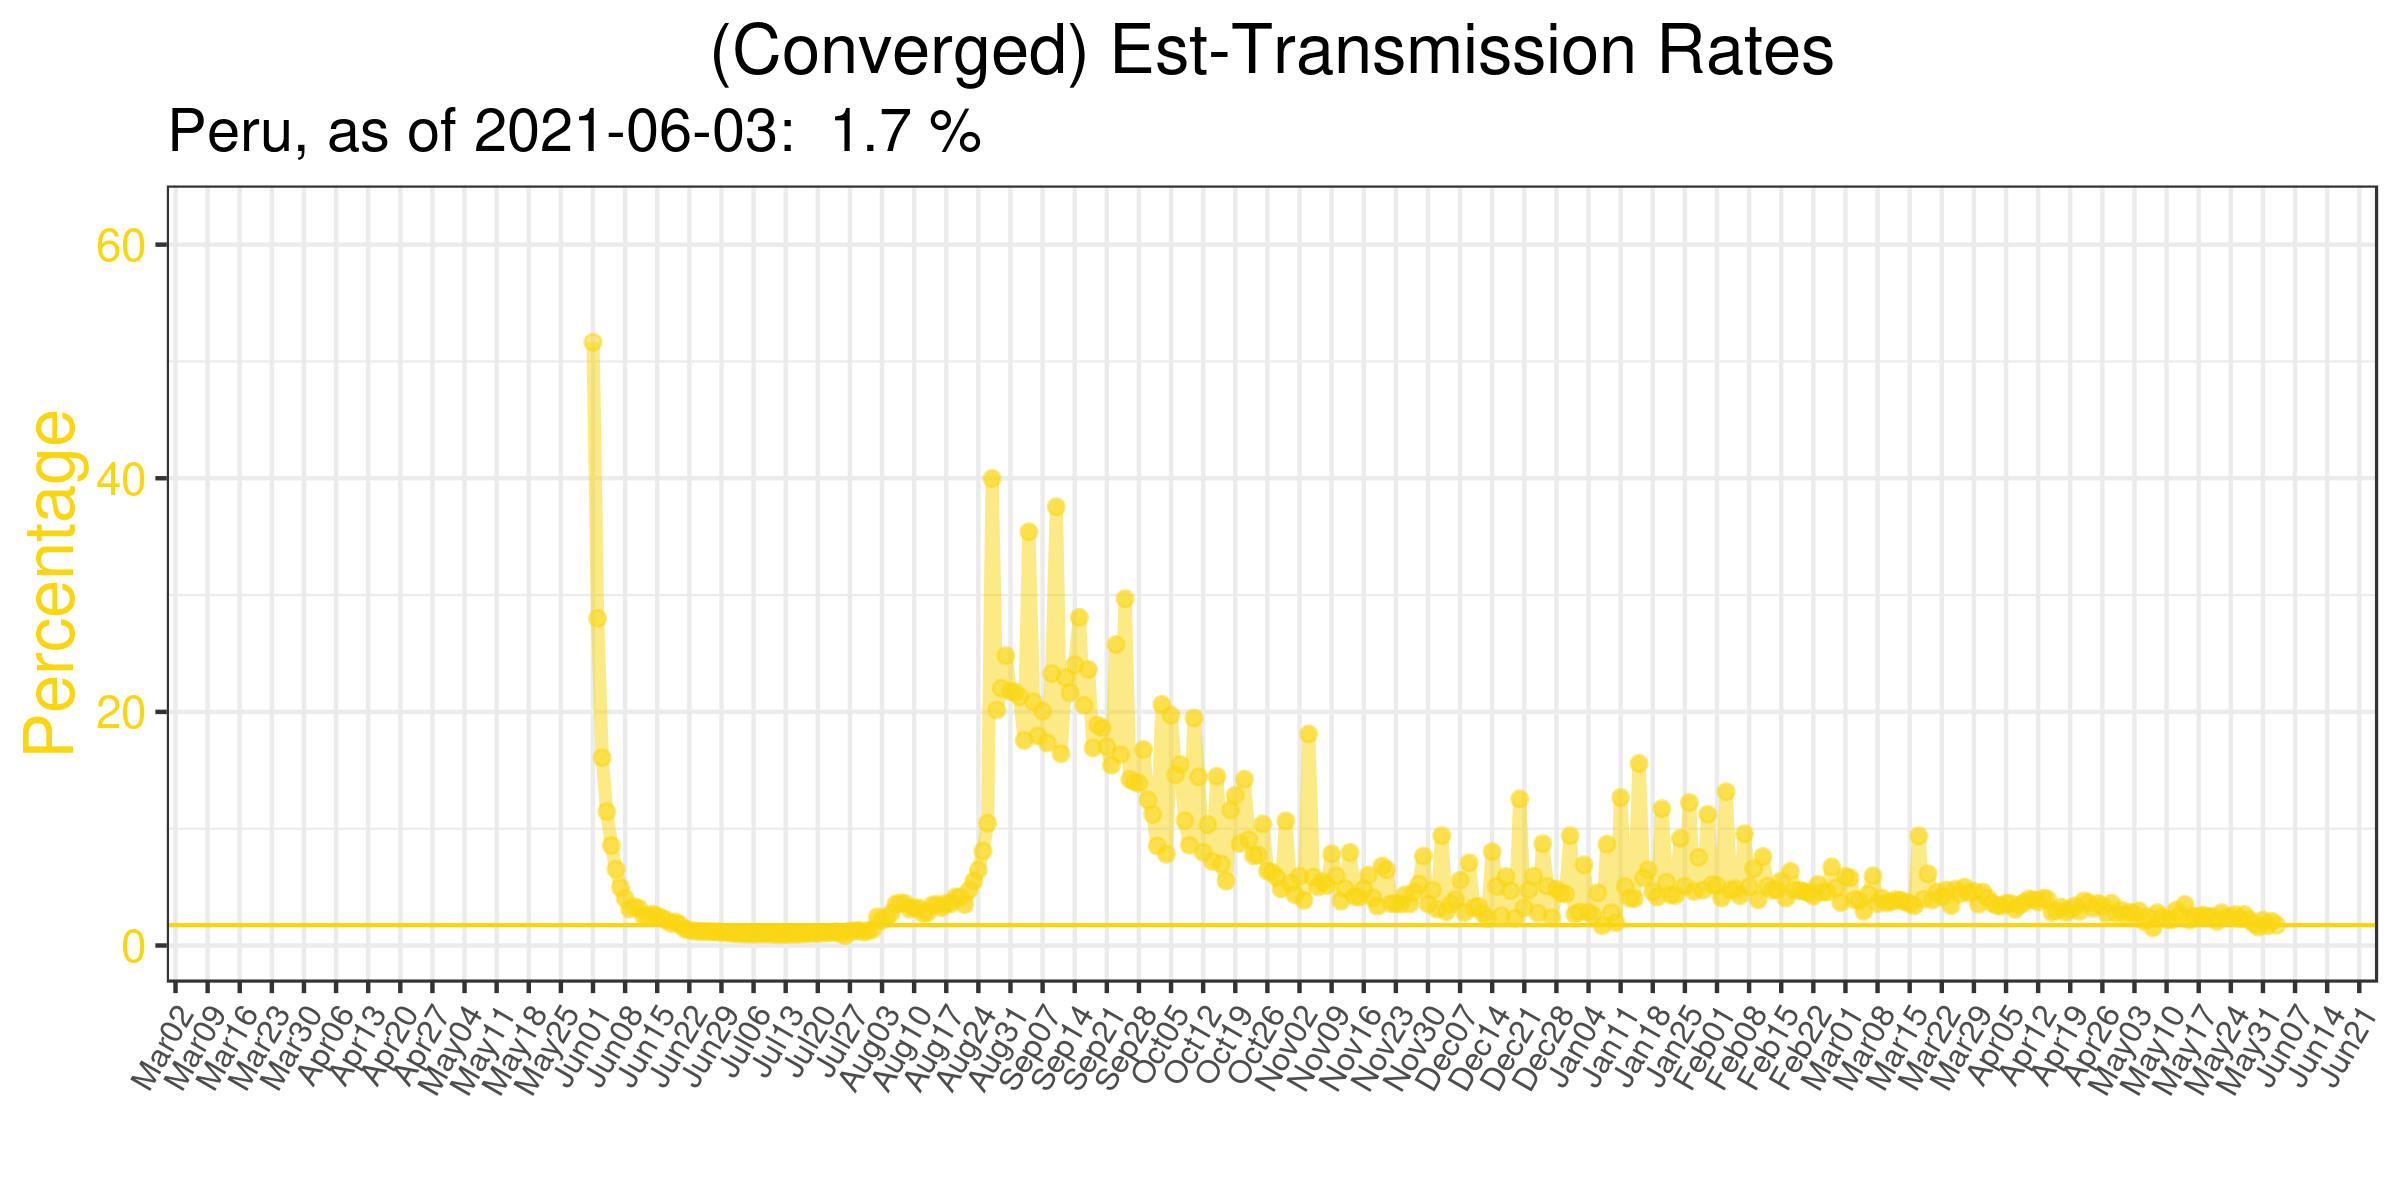 (Converged) Est-Transmission Rates
Peru, as of 2021-06-03: 1.7 %
Percentage
60
40
20
0
Mar02
Mar09
Mar16
Mar23
Mar30
Apr06
Apr13
Apr20
Apr27
May04
May11
May18
May25
Jun01
Jun08
Jun15
Jun22
Jun29
Jul06
Jul13
Jul20
Jul27
Aug03
Aug10
Aug17
Aug24
Aug31
Sep07
Sep14
Sep21
Sep28
Oct05
Oct12
Oct19
Oct26
Nov02
Nov09
Nov16
Nov23
Nov30
Dec07
Dec14
Dec21
Dec28
Jan04
Jan11
Jan18
Jan25
Feb01
Feb08
Feb15
Feb22
Mar01
Mar08
Mar15
Mar22
Mar29
Apr05
Apr12
Apr19
Apr26
May03
May10
May17
May24
May31
Jun07
Jun14
Jun21